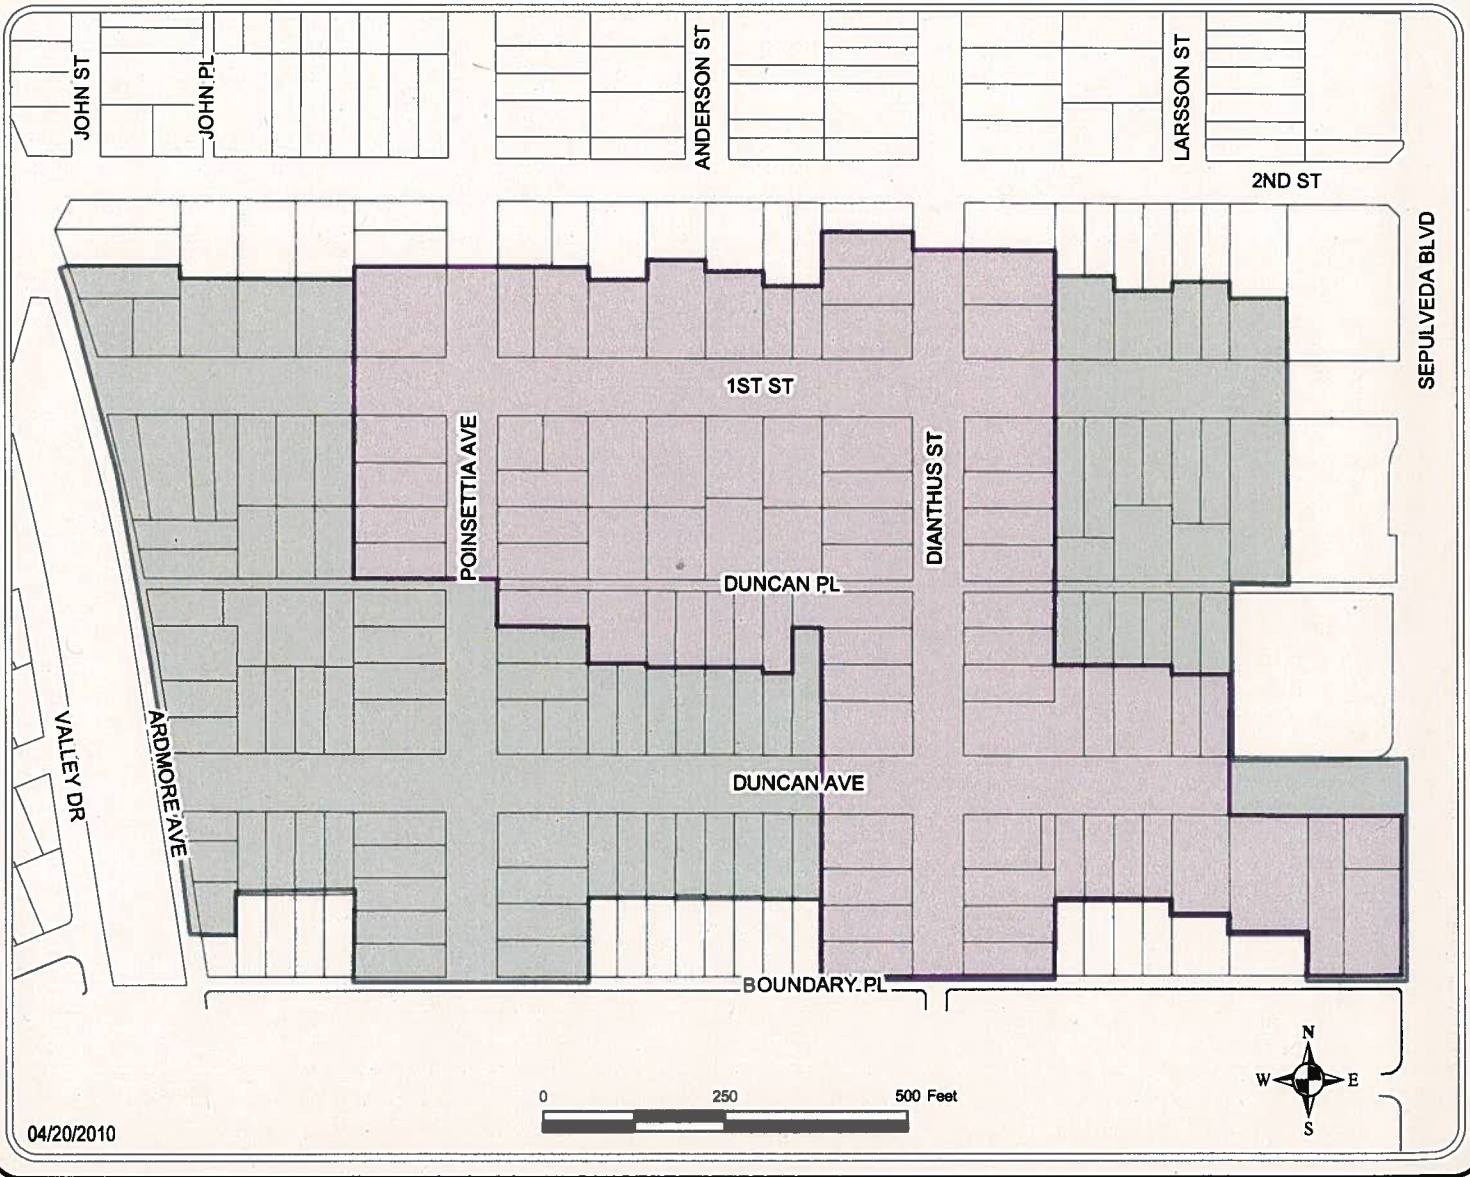 JOHN ST
JOHN PL
ANDERSON ST
LARSSON ST
2ND ST
SEPULVEDA BLVD
1ST ST
POINSETTIA AVE
DIANTHUS ST
DUNCAN PL
VALLEY DR
ARDMORE AVE
DUNCAN AVE
BOUNDARY PL
N
W E
S
0 250 500 Feet
04/20/2010